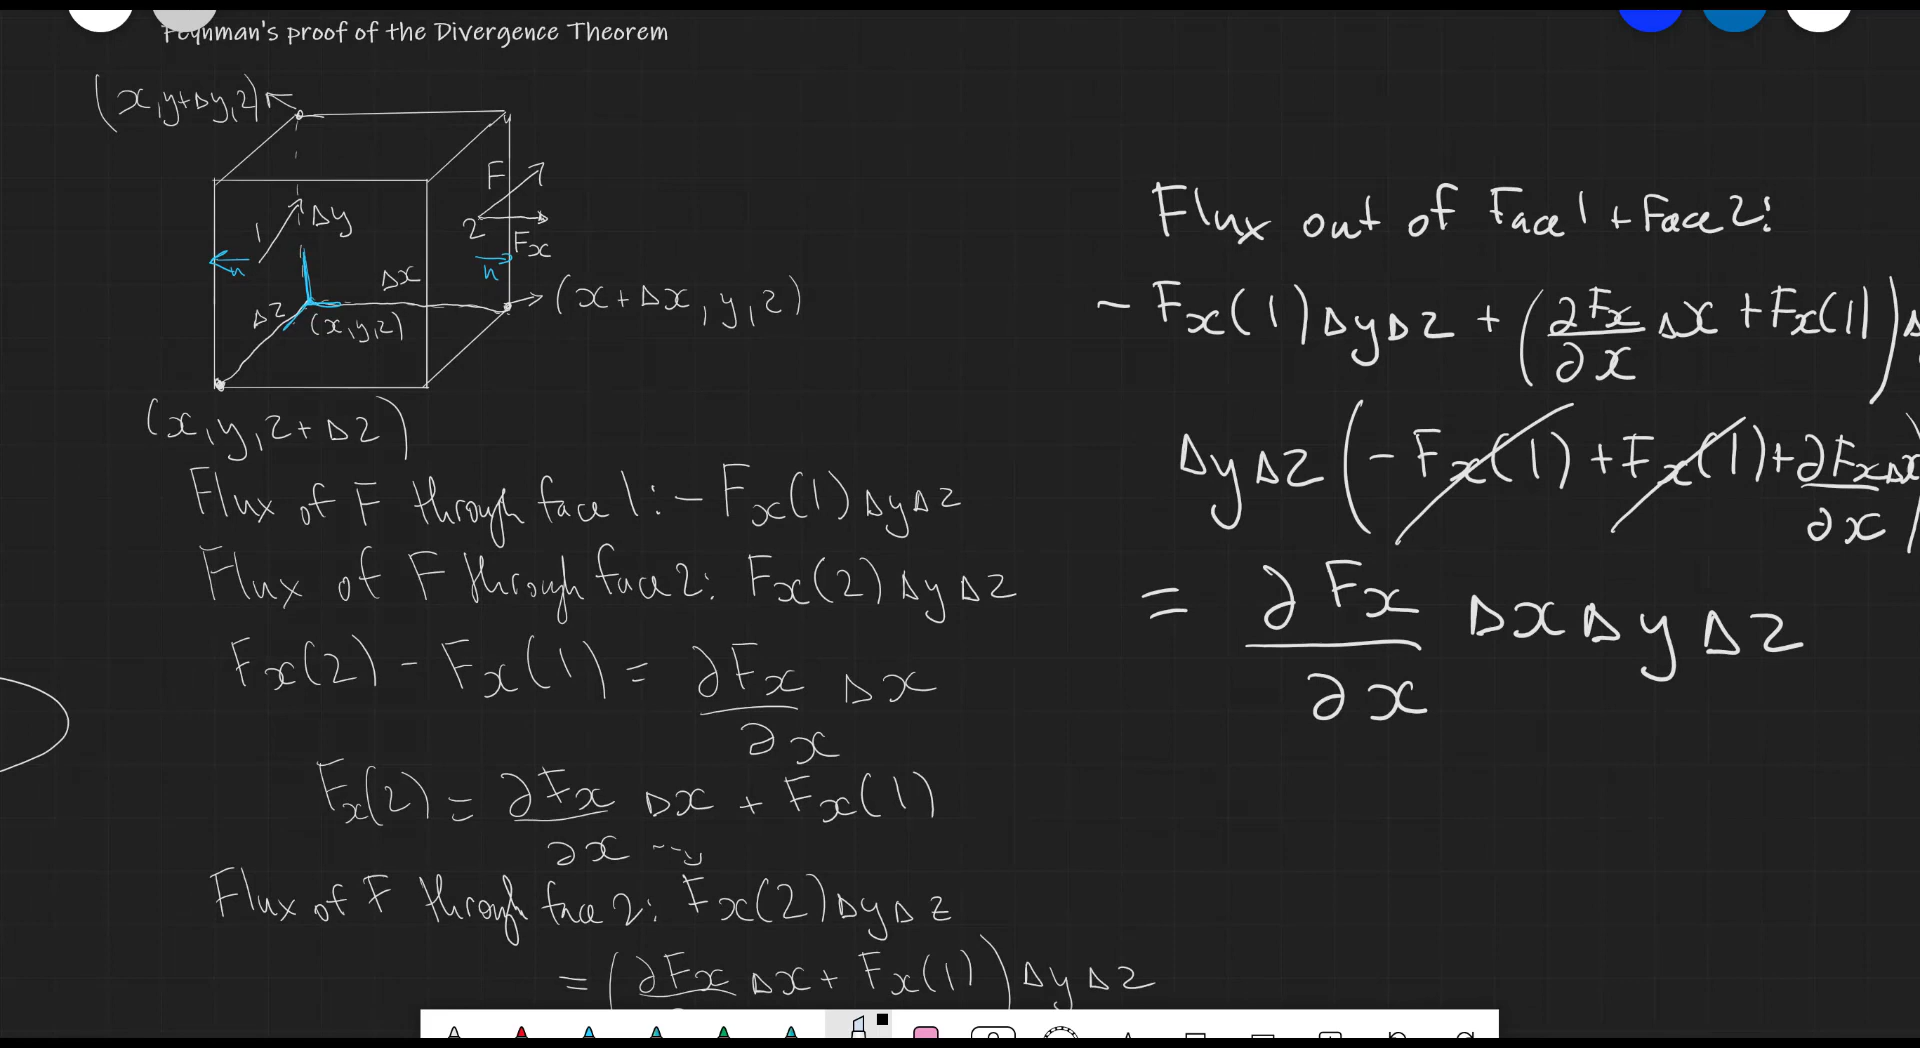 Feynman's proof of the Divergence Theorem
(x, y+Δy, z)
F
1
Δy
2
Fx
n
n
Δx
Δz
(x, y, z)
(x+Δx, y, z)
(x, y, z+Δz)
Flux of F through face 1: - Fx(1) ΔyΔz
Flux of F through face 2: Fx(2) ΔyΔz
Fx(2) - Fx(1) = ∂Fx/∂x Δx
Fx(2) = ∂Fx/∂x Δx + Fx(1)
Flux of F through face 2: Fx(2) ΔyΔz
= (∂Fx Δx + Fx(1)) ΔyΔz
Flux out of Face 1 + Face 2:
- Fx(1) ΔyΔz + (∂Fx/∂x Δx + Fx(1)) Δ
ΔyΔz (- Fx(1) + Fx(1) + ∂Fx/∂x Δx)
= ∂Fx/∂x ΔxΔyΔz